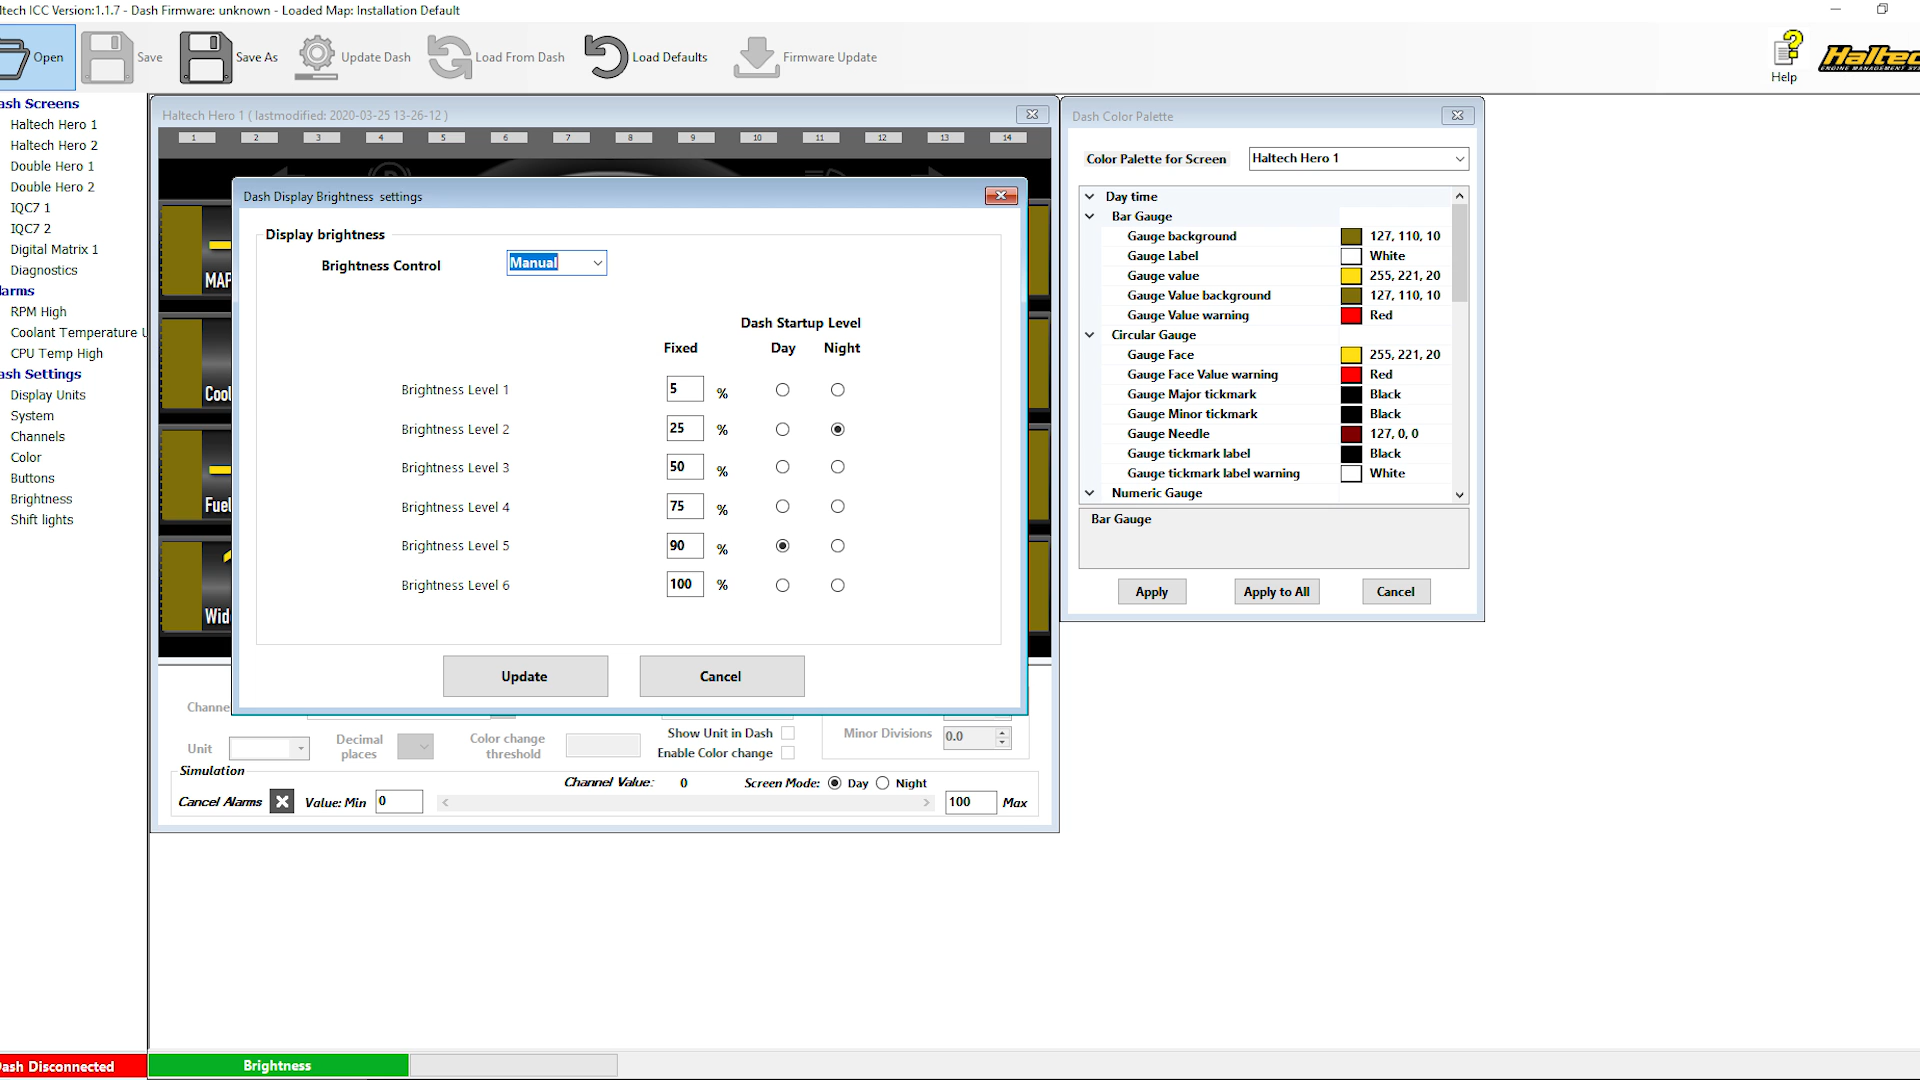 ltech ICC Version:1.1.7 - Dash Firmware: unknown - Loaded Map: Installation Default
Open
Save
Save As
Update Dash
Load From Dash
Load Defaults
Firmware Update
Help
Haltec
ash Screens
Haltech Hero 1
Haltech Hero 2
Double Hero 1
Double Hero 2
IQC7 1
IQC7 2
Digital Matrix 1
Diagnostics
larms
RPM High
Coolant Temperature U
CPU Temp High
ash Settings
Display Units
System
Channels
Color
Buttons
Brightness
Shift lights
Haltech Hero 1 ( lastmodified: 2020-03-25 13-26-12 )
1 2 3 4 5 6 7 8 9 10 11 12 13 14
MAP
Cool
Fuel
Wid
Dash Display Brightness settings
Display brightness
Brightness Control Manual
Dash Startup Level
Fixed Day Night
Brightness Level 1 5 %
Brightness Level 2 25 %
Brightness Level 3 50 %
Brightness Level 4 75 %
Brightness Level 5 90 %
Brightness Level 6 100 %
Update Cancel
Channe
Unit
Decimal places
Color change threshold
Show Unit in Dash
Enable Color change
Minor Divisions 0.0
Simulation
Channel Value: 0
Screen Mode: Day Night
Cancel Alarms
Value: Min 0
100 Max
Dash Color Palette
Color Palette for Screen Haltech Hero 1
Day time
Bar Gauge
Gauge background 127, 110, 10
Gauge Label White
Gauge value 255, 221, 20
Gauge Value background 127, 110, 10
Gauge Value warning Red
Circular Gauge
Gauge Face 255, 221, 20
Gauge Face Value warning Red
Gauge Major tickmark Black
Gauge Minor tickmark Black
Gauge Needle 127, 0, 0
Gauge tickmark label Black
Gauge tickmark label warning White
Numeric Gauge
Bar Gauge
Apply Apply to All Cancel
Dash Disconnected
Brightness